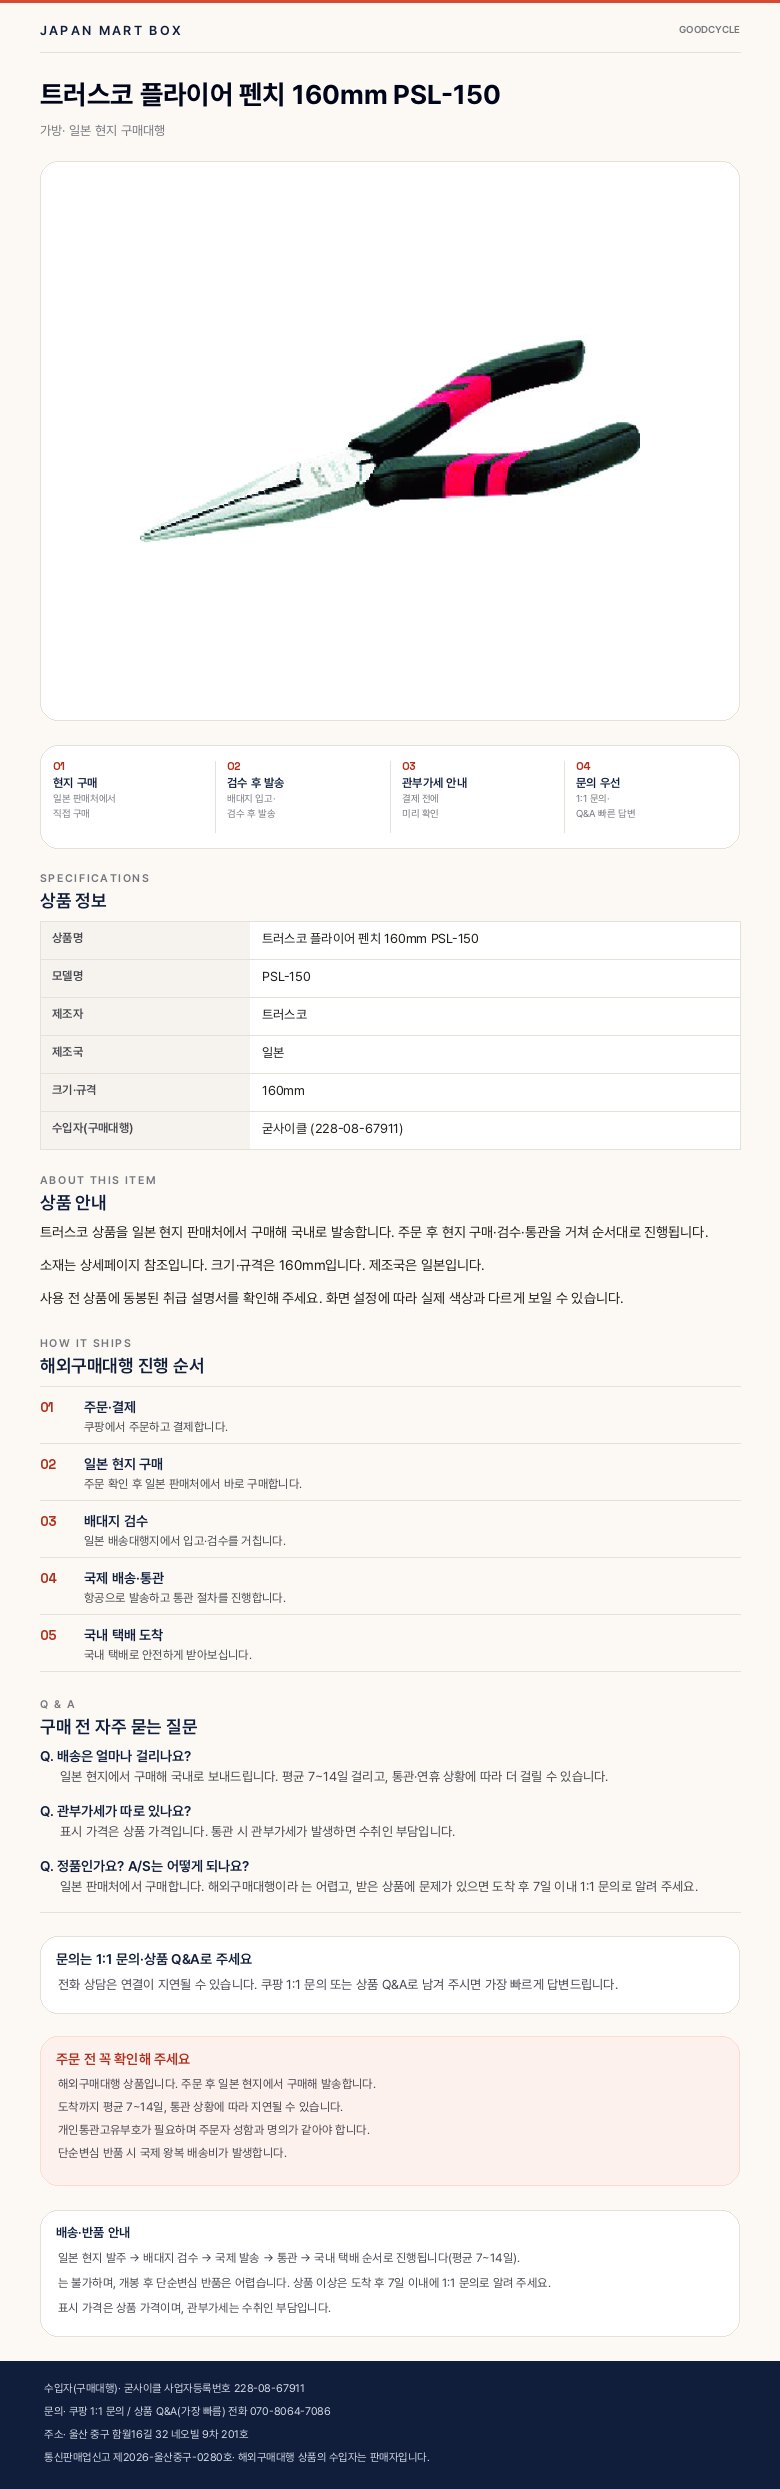 JAPAN MART BOX
GOODCYCLE
트러스코 플라이어 펜치 160mm PSL-150
가방· 일본 현지 구매대행
01
현지 구매
일본 판매처에서
직접 구매
02
검수 후 발송
배대지 입고·
검수 후 발송
03
관부가세 안내
결제 전에
미리 확인
04
문의 우선
1:1 문의·
Q&A 빠른 답변
SPECIFICATIONS
상품 정보
상품명 트러스코 플라이어 펜치 160mm PSL-150
모델명 PSL-150
제조자 트러스코
제조국 일본
크기·규격 160mm
수입자(구매대행) 굳사이클 (228-08-67911)
ABOUT THIS ITEM
상품 안내
트러스코 상품을 일본 현지 판매처에서 구매해 국내로 발송합니다. 주문 후 현지 구매·검수·통관을 거쳐 순서대로 진행됩니다.
소재는 상세페이지 참조입니다. 크기·규격은 160mm입니다. 제조국은 일본입니다.
사용 전 상품에 동봉된 취급 설명서를 확인해 주세요. 화면 설정에 따라 실제 색상과 다르게 보일 수 있습니다.
HOW IT SHIPS
해외구매대행 진행 순서
01 주문·결제
쿠팡에서 주문하고 결제합니다.
02 일본 현지 구매
주문 확인 후 일본 판매처에서 바로 구매합니다.
03 배대지 검수
일본 배송대행지에서 입고·검수를 거칩니다.
04 국제 배송·통관
항공으로 발송하고 통관 절차를 진행합니다.
05 국내 택배 도착
국내 택배로 안전하게 받아보십니다.
Q & A
구매 전 자주 묻는 질문
Q. 배송은 얼마나 걸리나요?
일본 현지에서 구매해 국내로 보내드립니다. 평균 7~14일 걸리고, 통관·연휴 상황에 따라 더 걸릴 수 있습니다.
Q. 관부가세가 따로 있나요?
표시 가격은 상품 가격입니다. 통관 시 관부가세가 발생하면 수취인 부담입니다.
Q. 정품인가요? A/S는 어떻게 되나요?
일본 판매처에서 구매합니다. 해외구매대행이라 는 어렵고, 받은 상품에 문제가 있으면 도착 후 7일 이내 1:1 문의로 알려 주세요.
문의는 1:1 문의·상품 Q&A로 주세요
전화 상담은 연결이 지연될 수 있습니다. 쿠팡 1:1 문의 또는 상품 Q&A로 남겨 주시면 가장 빠르게 답변드립니다.
주문 전 꼭 확인해 주세요
해외구매대행 상품입니다. 주문 후 일본 현지에서 구매해 발송합니다.
도착까지 평균 7~14일, 통관 상황에 따라 지연될 수 있습니다.
개인통관고유부호가 필요하며 주문자 성함과 명의가 같아야 합니다.
단순변심 반품 시 국제 왕복 배송비가 발생합니다.
배송·반품 안내
일본 현지 발주 → 배대지 검수 → 국제 발송 → 통관 → 국내 택배 순서로 진행됩니다(평균 7~14일).
는 불가하며, 개봉 후 단순변심 반품은 어렵습니다. 상품 이상은 도착 후 7일 이내에 1:1 문의로 알려 주세요.
표시 가격은 상품 가격이며, 관부가세는 수취인 부담입니다.
수입자(구매대행)· 굳사이클 사업자등록번호 228-08-67911
문의· 쿠팡 1:1 문의 / 상품 Q&A(가장 빠름) 전화 070-8064-7086
주소· 울산 중구 함월16길 32 네오빌 9차 201호
통신판매업신고 제2026-울산중구-0280호· 해외구매대행 상품의 수입자는 판매자입니다.